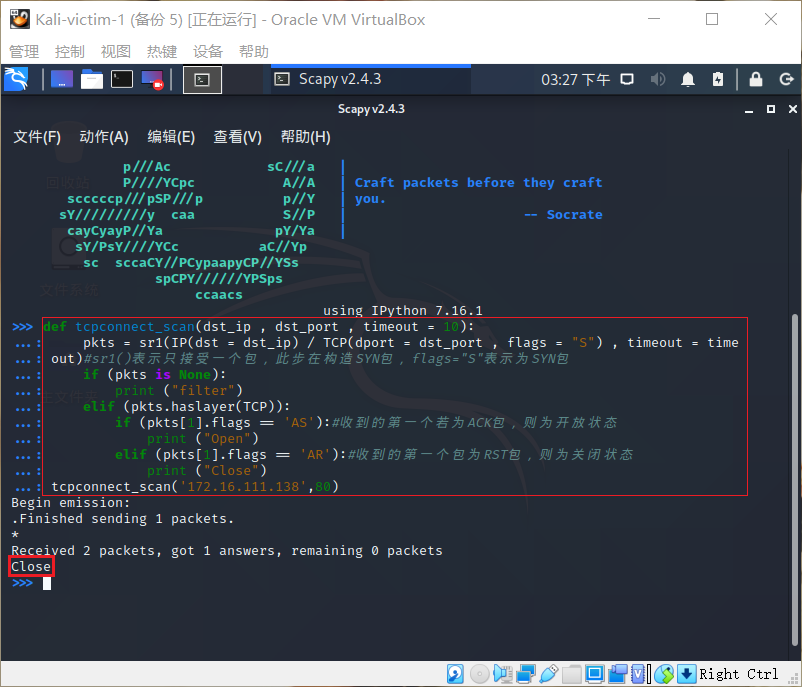 Kali-victim-1 (备份 5) [正在运行] - Oracle VM VirtualBox
管理 控制 视图 热键 设备 帮助
Scapy v2.4.3 03:27 下午
Scapy v2.4.3
文件(F) 动作(A) 编辑(E) 查看(V) 帮助(H)
p///Ac sC///a |
P////YCpc A//A | Craft packets before they craft
scccccp///pSP///p p//Y | you.
sY/////////y caa S//P | -- Socrate
cayCyayP//Ya pY/Ya |
sY/PsY////YCc aC//Yp
sc sccaCY//PCypaapyCP//YSs
spCPY//////YPSps
ccaacs
using IPython 7.16.1
>>> def tcpconnect_scan(dst_ip , dst_port , timeout = 10):
...: pkts = sr1(IP(dst = dst_ip) / TCP(dport = dst_port , flags = "S") , timeout = time
...: out)#sr1()表示只接受一个包，此步在构造SYN包，flags="S"表示为SYN包
...: if (pkts is None):
...: print ("filter")
...: elif (pkts.haslayer(TCP)):
...: if (pkts[1].flags == 'AS'):#收到的第一个若为ACK包，则为开放状态
...: print ("Open")
...: elif (pkts[1].flags == 'AR'):#收到的第一个包为RST包，则为关闭状态
...: print ("Close")
...: tcpconnect_scan('172.16.111.138',80)
Begin emission:
.Finished sending 1 packets.
*
Received 2 packets, got 1 answers, remaining 0 packets
Close
>>>
Right Ctrl